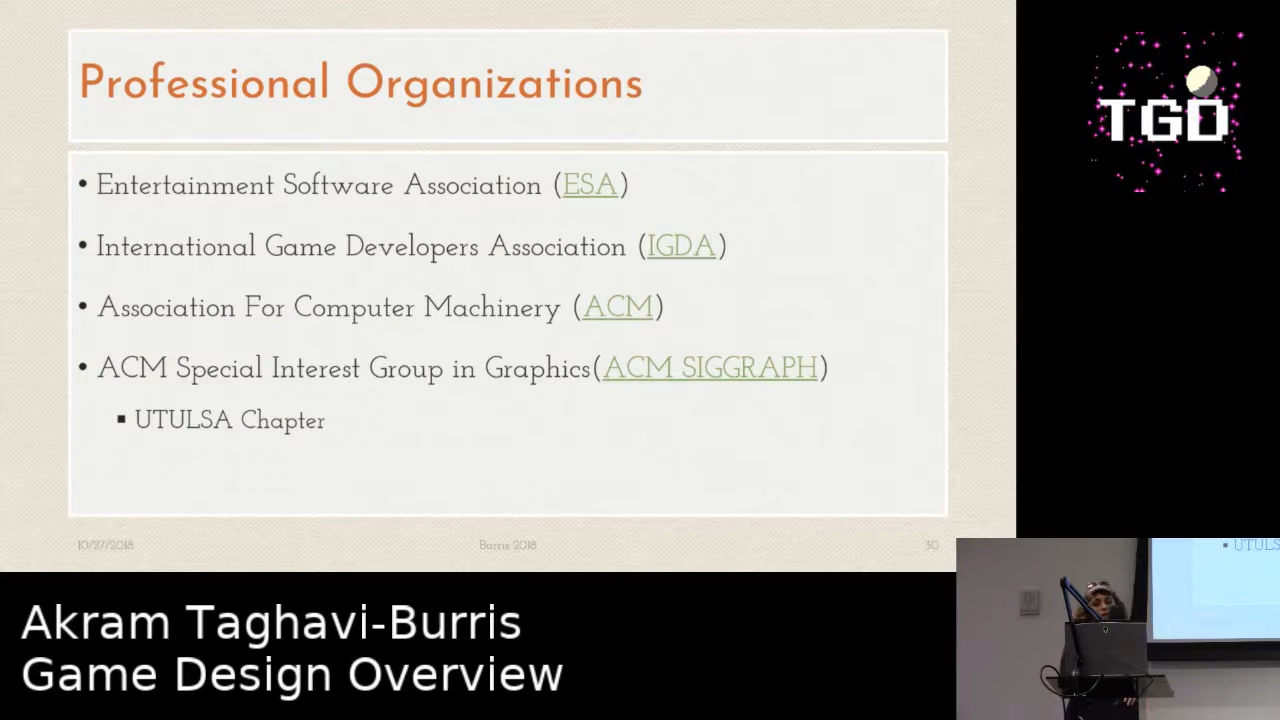 Professional Organizations
• Entertainment Software Association (ESA)
• International Game Developers Association (IGDA)
• Association For Computer Machinery (ACM)
• ACM Special Interest Group in Graphics(ACM SIGGRAPH)
▪ UTULSA Chapter
10/27/2018
Burris 2018
30
TGD
▪ UTULS
Akram Taghavi-Burris
Game Design Overview